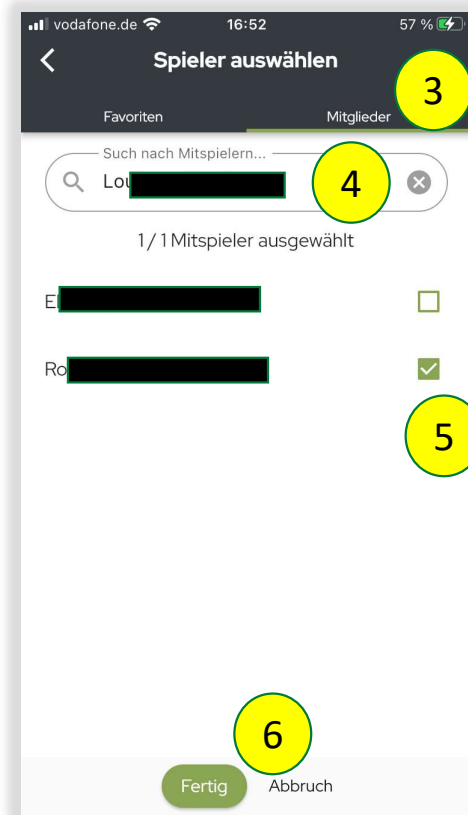 vodafone.de 16:52 57 %
Spieler auswählen
3
Favoriten Mitglieder
Such nach Mitspielern...
Lou 4
1 / 1 Mitspieler ausgewählt
E
Ro
5
6
Fertig Abbruch